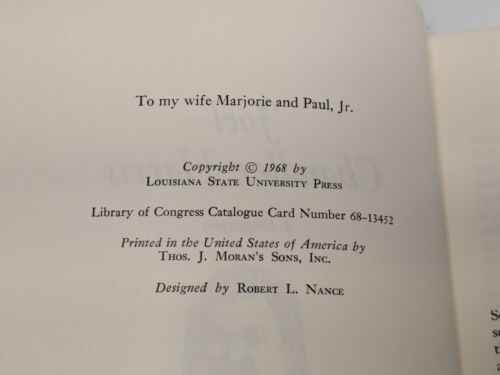 To my wife Marjorie and Paul, Jr.
Copyright © 1968 by
Louisiana State University Press
Library of Congress Catalogue Card Number 68-13452
Printed in the United States of America by
Thos. J. Moran's Sons, Inc.
Designed by Robert L. Nance